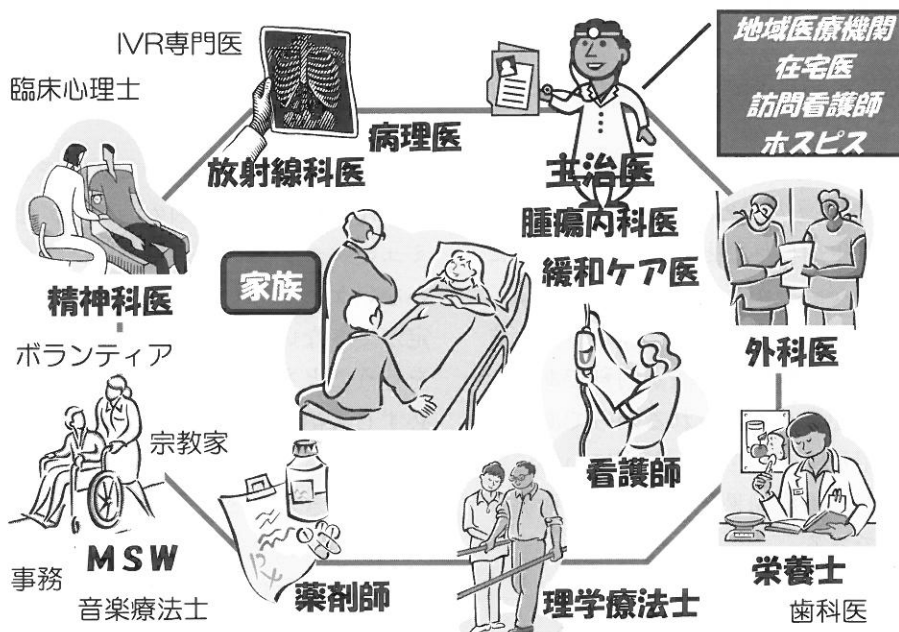 IVR専門医
臨床心理士
放射線科医
病理医
主治医
腫瘍内科医
緩和ケア医
地域医療機関
在宅医
訪問看護師
ホスピス
精神科医
家族
外科医
ボランティア
宗教家
看護師
MSW
事務
音楽療法士
薬剤師
理学療法士
栄養士
歯科医